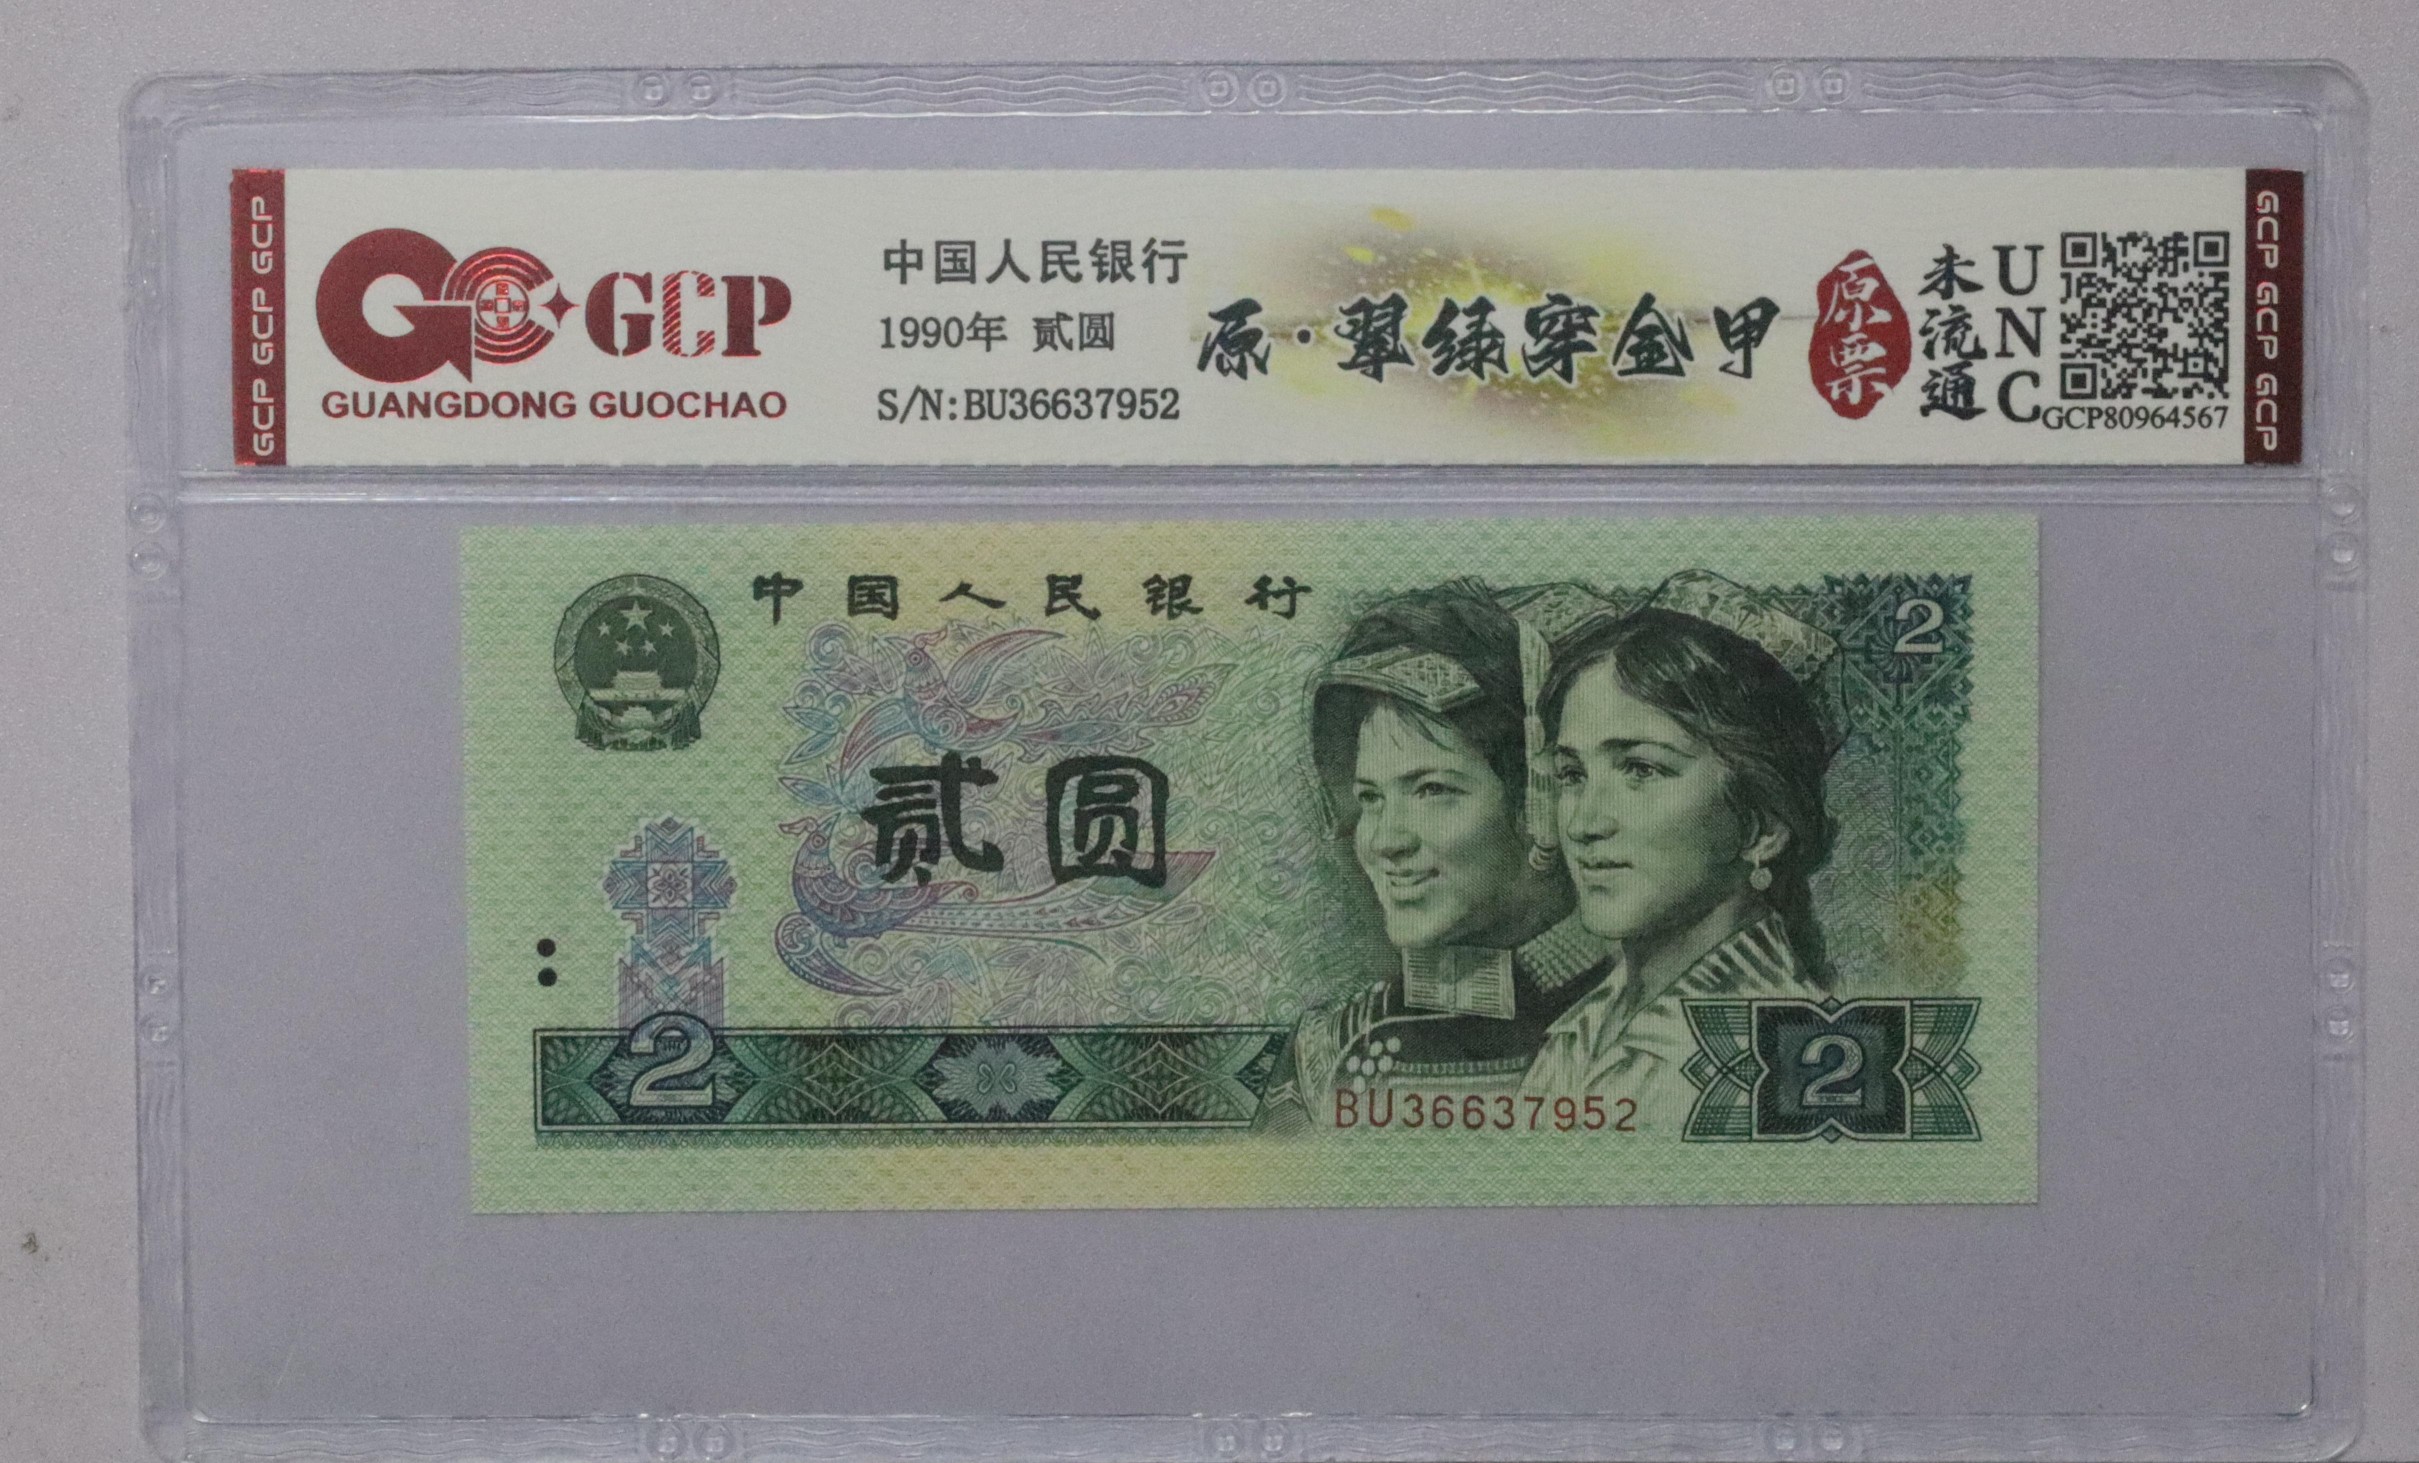 GCP GCP GCP
GCP
GUANGDONG GUOCHAO
中国人民银行
1990年 贰圆
S/N:BU36637952
原·翠绿穿金甲
原票
未流通
UNC
GCP80964567
GCP GCP GCP
中国人民银行
2
贰圆
2
BU36637952
2